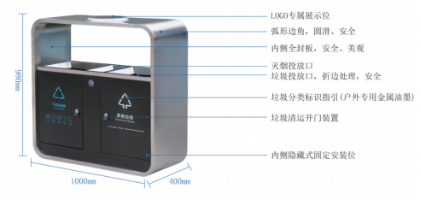 LOGO专属展示位
弧形边角，圆滑、安全
内侧全封板，安全、美观
灭烟投放口
垃圾投放口，折边处理，安全
垃圾分类标识指引(户外专用金属油墨)
垃圾清运开门装置
内侧隐藏式固定安装位
1000mm
400mm